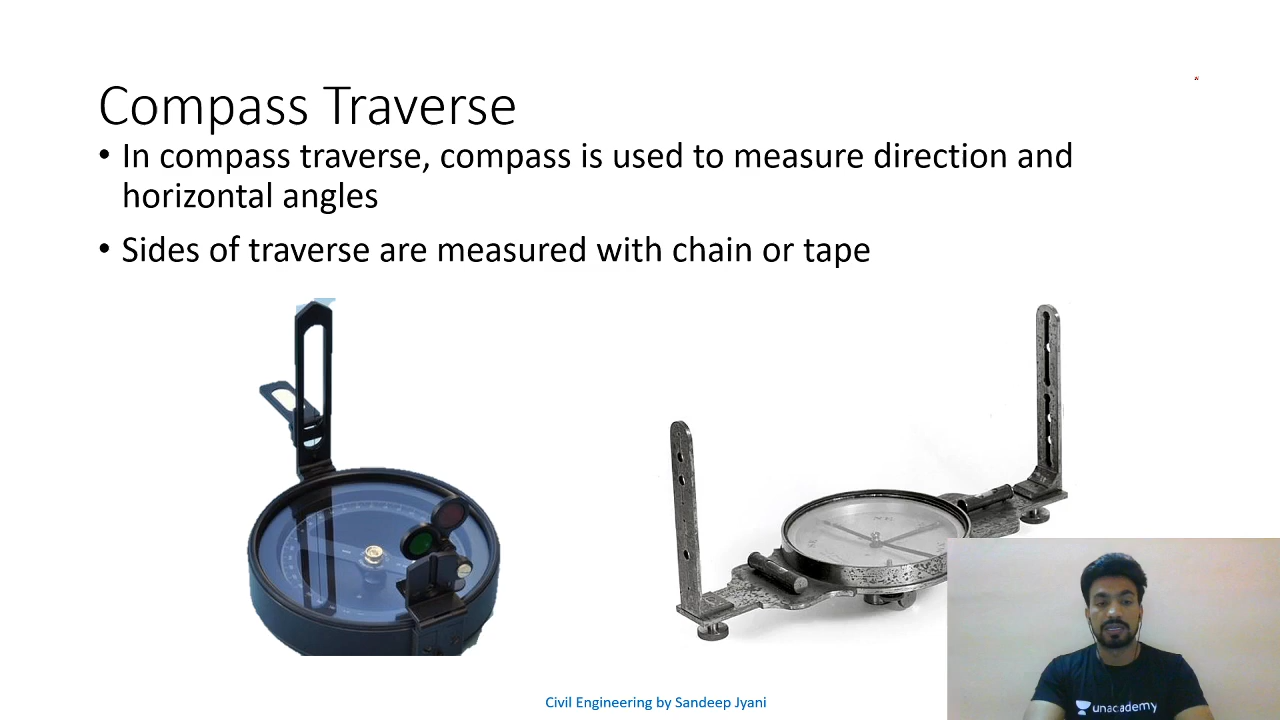 Compass Traverse
• In compass traverse, compass is used to measure direction and
horizontal angles
• Sides of traverse are measured with chain or tape
unacademy
Civil Engineering by Sandeep Jyani